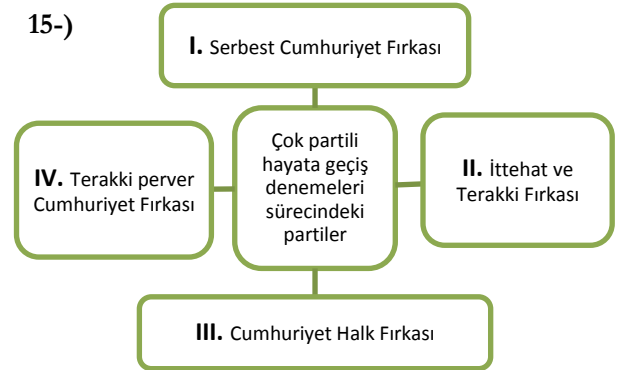 15-)
I. Serbest Cumhuriyet Fırkası
IV. Terakki perver
Cumhuriyet Fırkası
Çok partili
hayata geçiş
denemeleri
sürecindeki
partiler
II. İttehat ve
Terakki Fırkası
III. Cumhuriyet Halk Fırkası